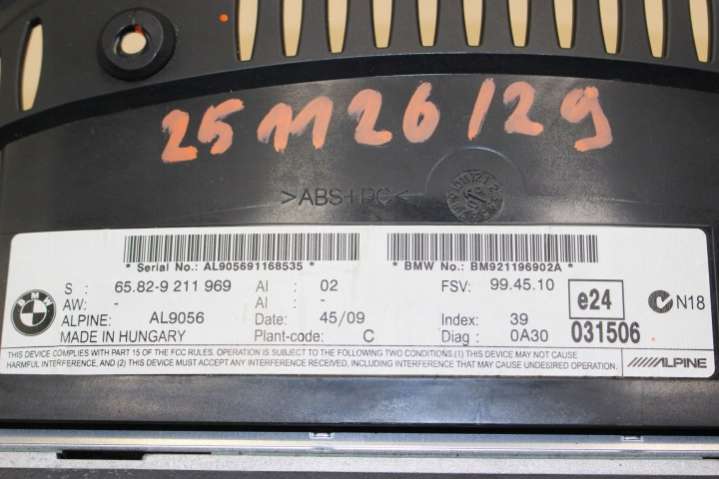 251126/29
>ABS+PC<
* Serial No.: AL905691168535 * * BMW No.: BM921196902A *
S : 65.82-9 211 969 AI : 02 FSV: 99.45.10 e24 N18
AW: - AI : -
ALPINE: AL9056 Date: 45/09 Index: 39 031506
MADE IN HUNGARY Plant-code: C Diag : 0A30
THIS DEVICE COMPLIES WITH PART 15 OF THE FCC RULES. OPERATION IS SUBJECT TO THE FOLLOWING TWO CONDITIONS.(1) THIS DEVICE MAY NOT CAUSE
HARMFUL INTERFERENCE, AND (2) THIS DEVICE MUST ACCEPT ANY INTERFERENCE RECEIVED, INCLUDING INTERFERENCE THAT MAY CAUSE UNDESIRED OPERATION.
BMW
ALPINE